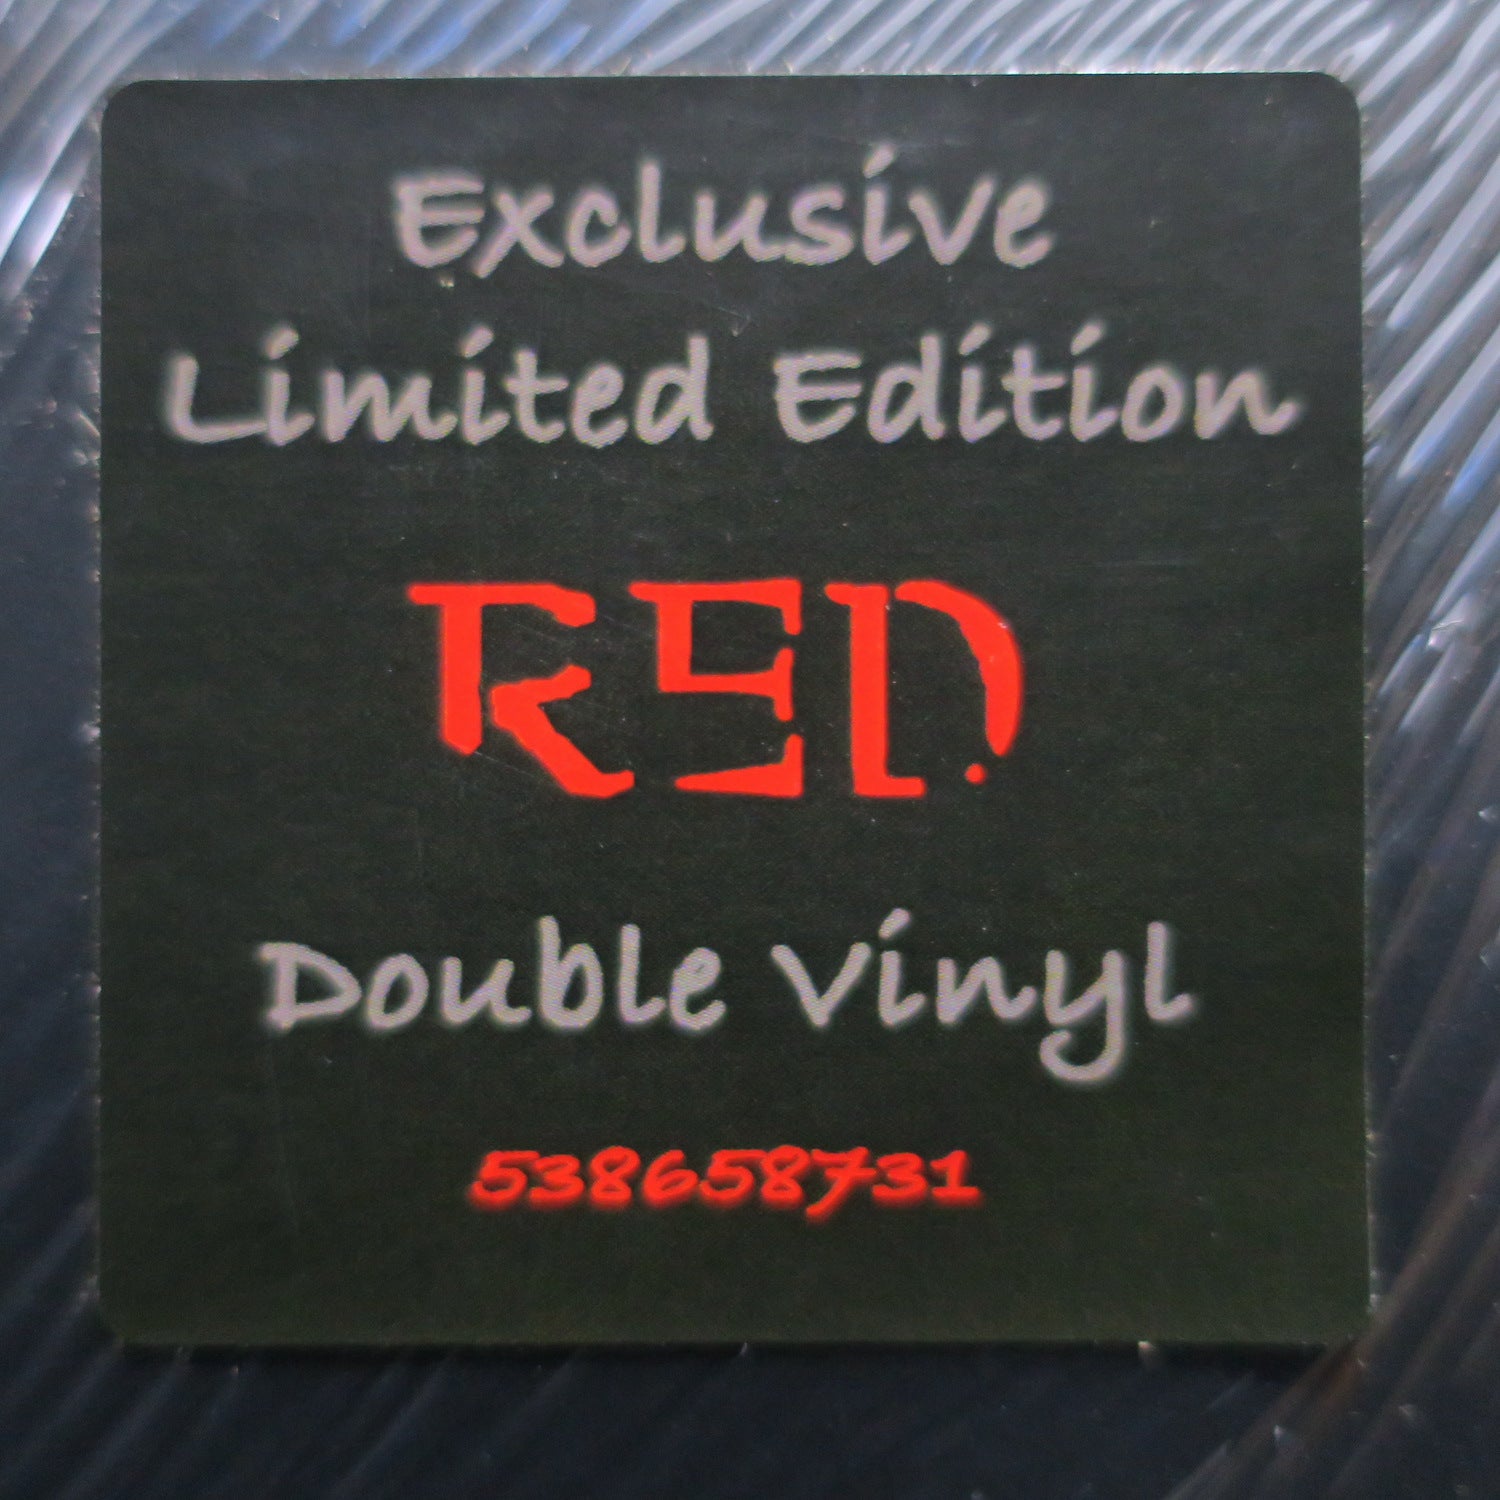 Exclusive
Limited Edition
RED
Double Vinyl
538658731